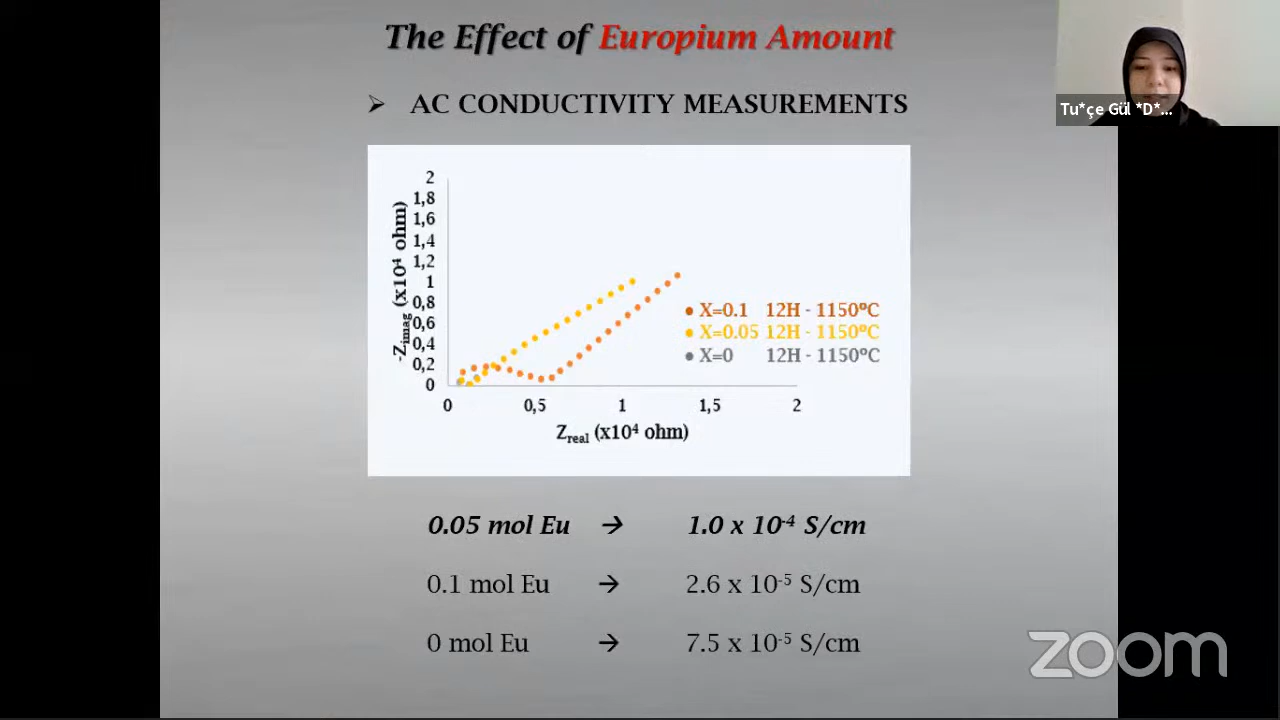 The Effect of Europium Amount
Tu*çe Gül *D*...
➤ AC CONDUCTIVITY MEASUREMENTS
2
1,8
1,6
1,4
1,2
1
0,8
0,6
0,4
0,2
0
-Zimag (x10⁴ ohm)
0 0,5 1 1,5 2
Zreal (x10⁴ ohm)
X=0.1 12H - 1150ºC
X=0.05 12H - 1150ºC
X=0 12H - 1150ºC
0.05 mol Eu → 1.0 x 10⁻⁴ S/cm
0.1 mol Eu → 2.6 x 10⁻⁵ S/cm
0 mol Eu → 7.5 x 10⁻⁵ S/cm
zoom